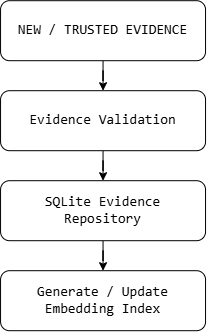 NEW / TRUSTED EVIDENCE
Evidence Validation
SQLite Evidence
Repository
Generate / Update
Embedding Index